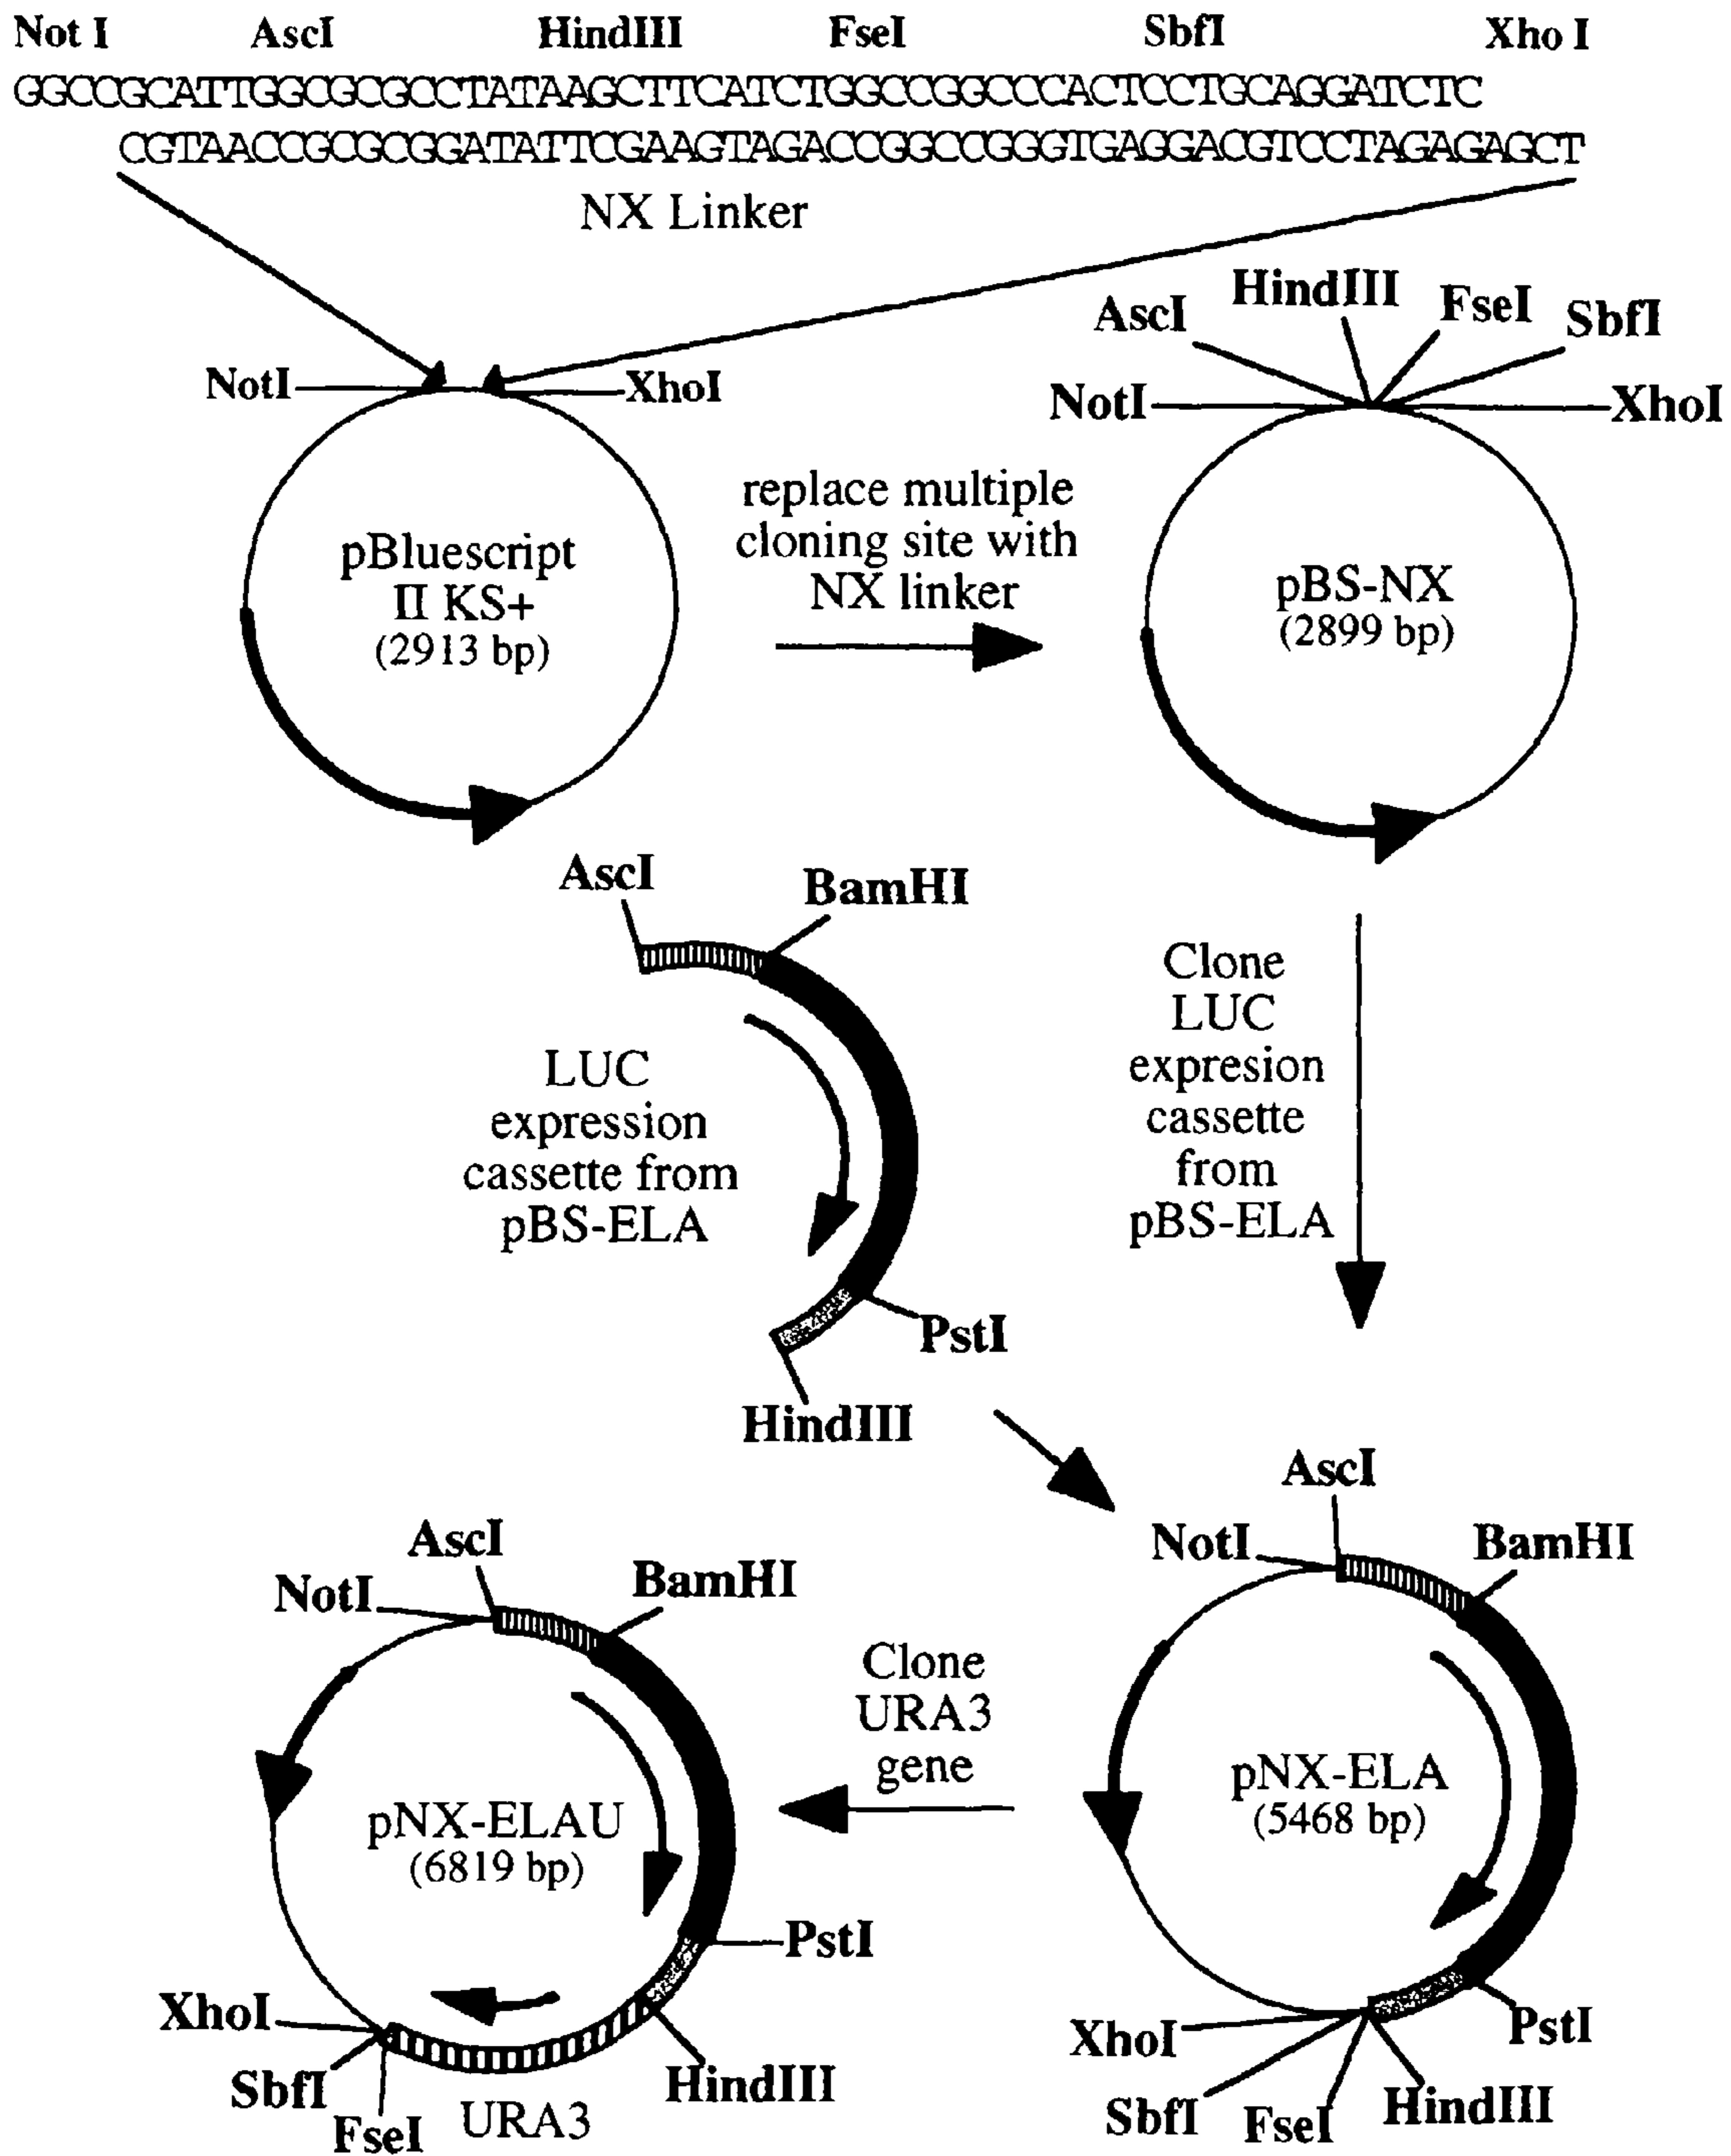 Not I AscI HindIII FseI SbfI Xho I
GGCCGCATTGGCGCGCCTATAAGCTTCATCTGGCCGGCCCACTCCTGCAGGATCTC
CGTAACCGCGCGGATATTCGAAGTAGACCGGCCGGGTGAGGACGTCCTAGAGAGCT
NX Linker
NotI
XhoI
pBluescript
II KS+
(2913 bp)
replace multiple
cloning site with
NX linker
AscI
HindIII
FseI
SbfI
NotI
XhoI
pBS-NX
(2899 bp)
AscI
BamHI
LUC
expression
cassette from
pBS-ELA
PstI
HindIII
Clone
LUC
expresion
cassette
from
pBS-ELA
AscI
NotI
BamHI
pNX-ELA
(5468 bp)
PstI
HindIII
FseI
SbfI
XhoI
Clone
URA3
gene
AscI
NotI
BamHI
pNX-ELAU
(6819 bp)
PstI
HindIII
URA3
FseI
SbfI
XhoI